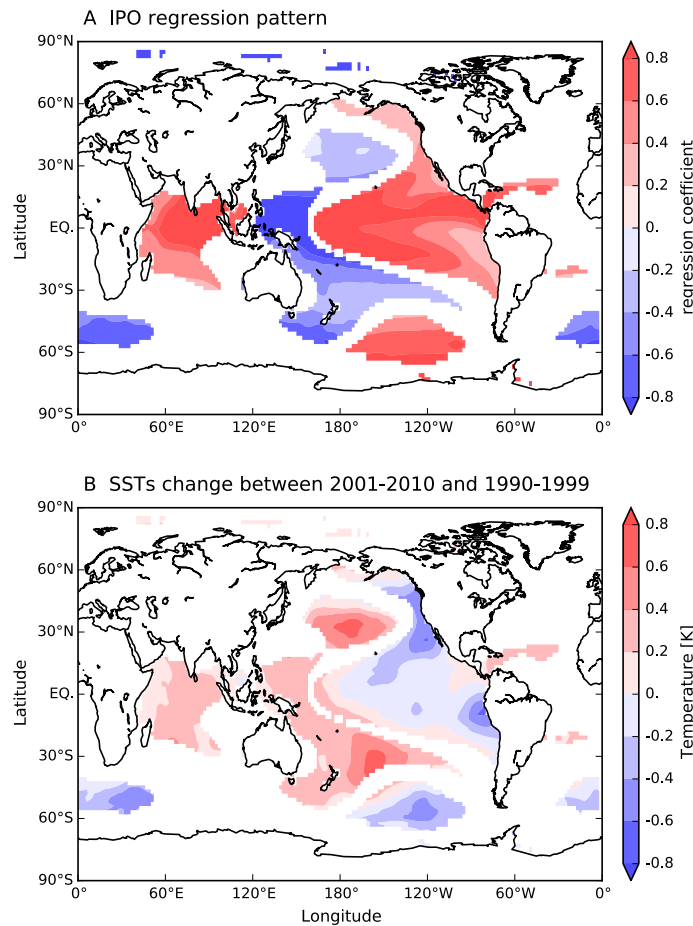 A IPO regression pattern
90°N
60°N
30°N
EQ.
30°S
60°S
90°S
Latitude
0°
60°E
120°E
180°
120°W
60°W
0°
0.8
0.6
0.4
0.2
0.
-0.2
-0.4
-0.6
-0.8
regression coefficient
B SSTs change between 2001-2010 and 1990-1999
90°N
60°N
30°N
EQ.
30°S
60°S
90°S
Latitude
0°
60°E
120°E
180°
120°W
60°W
0°
Longitude
0.8
0.6
0.4
0.2
0.
-0.2
-0.4
-0.6
-0.8
Temperature [K]